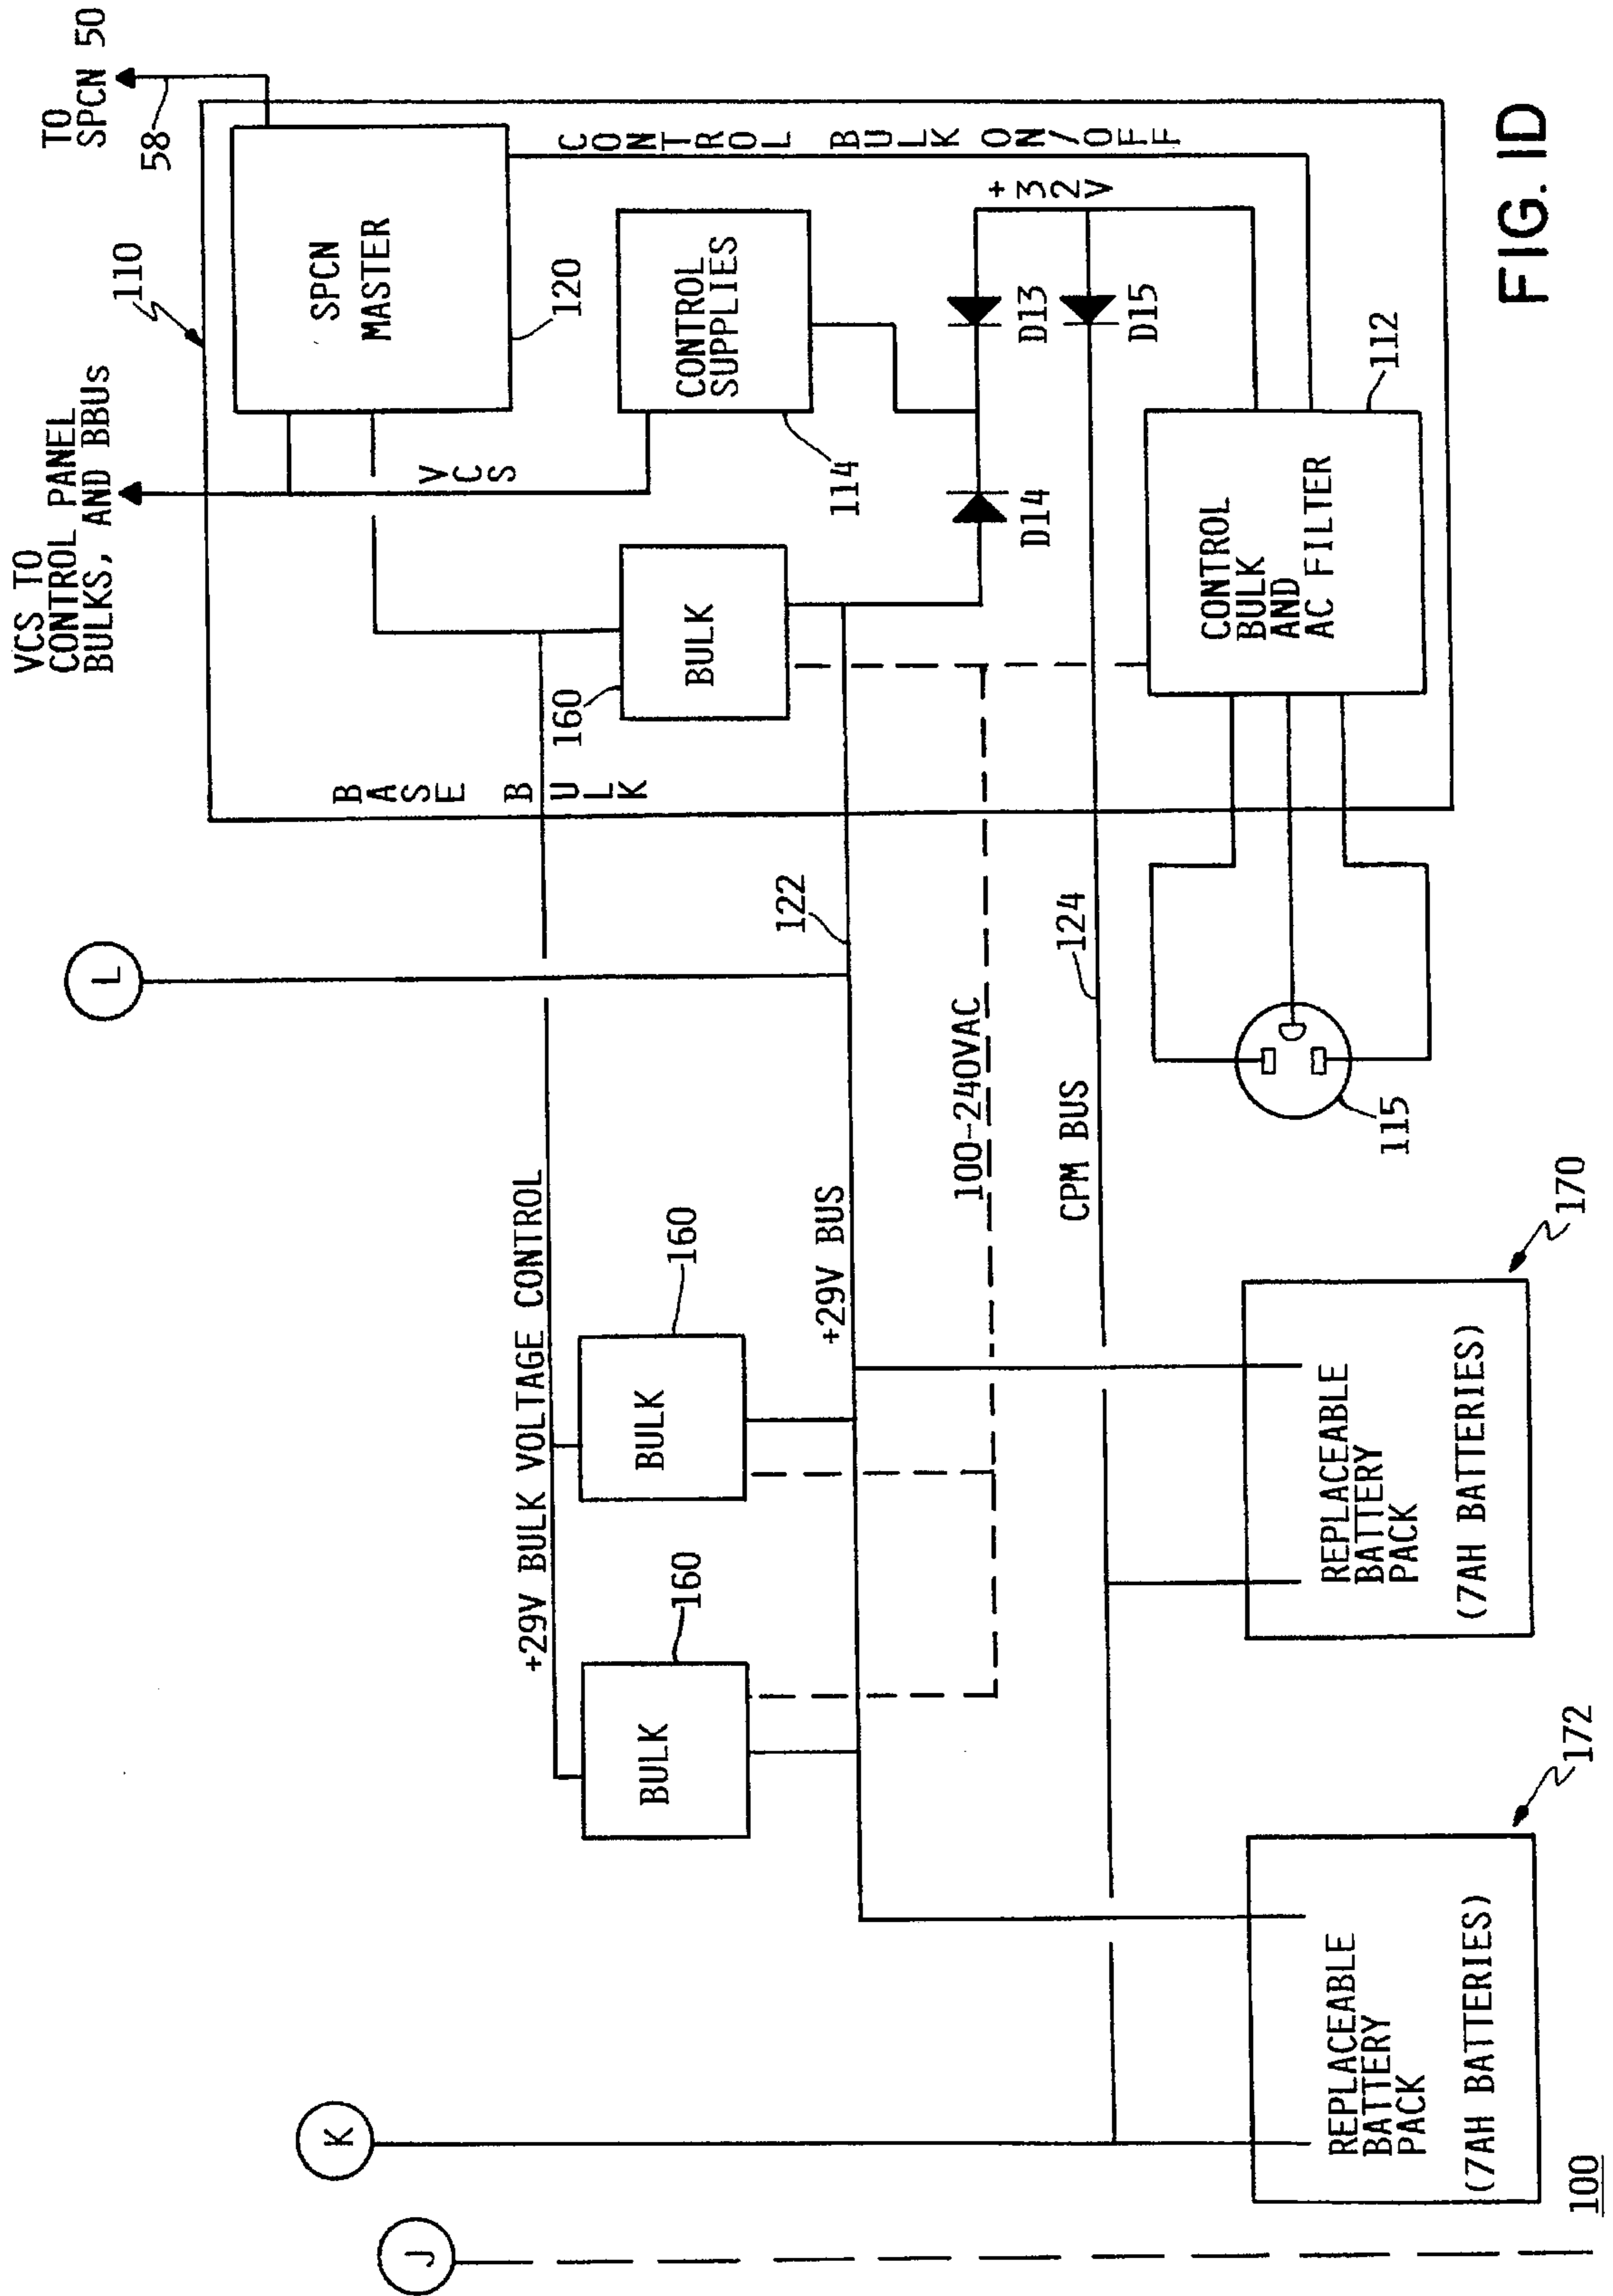 TO
SPCN 50
58
VCS TO
CONTROL PANEL
BULKS, AND BBUs
110
SPCN
MASTER
120
CONTROL BULK ON/OFF
VCS
CONTROL
SUPPLIES
114
+32V
D13
D14
D15
BULK
160
BASE BULK
CONTROL
BULK
AND
AC FILTER
112
L
122
124
115
+29V BULK VOLTAGE CONTROL
+29V BUS
100-240VAC
CPM BUS
BULK
160
BULK
160
REPLACEABLE
BATTERY
PACK
(7AH BATTERIES)
170
REPLACEABLE
BATTERY
PACK
(7AH BATTERIES)
172
K
J
100
FIG. 1D